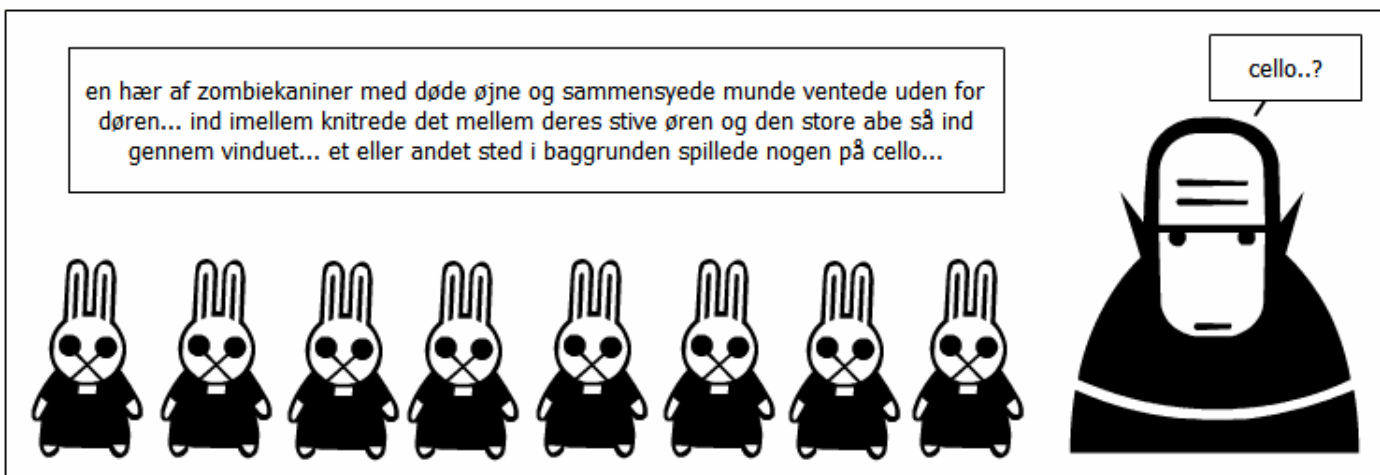 en hær af zombiekaniner med døde øjne og sammensyede munde ventede uden for
døren... ind imellem knitrede det mellem deres stive øren og den store abe så ind
gennem vinduet... et eller andet sted i baggrunden spillede nogen på cello...
cello..?